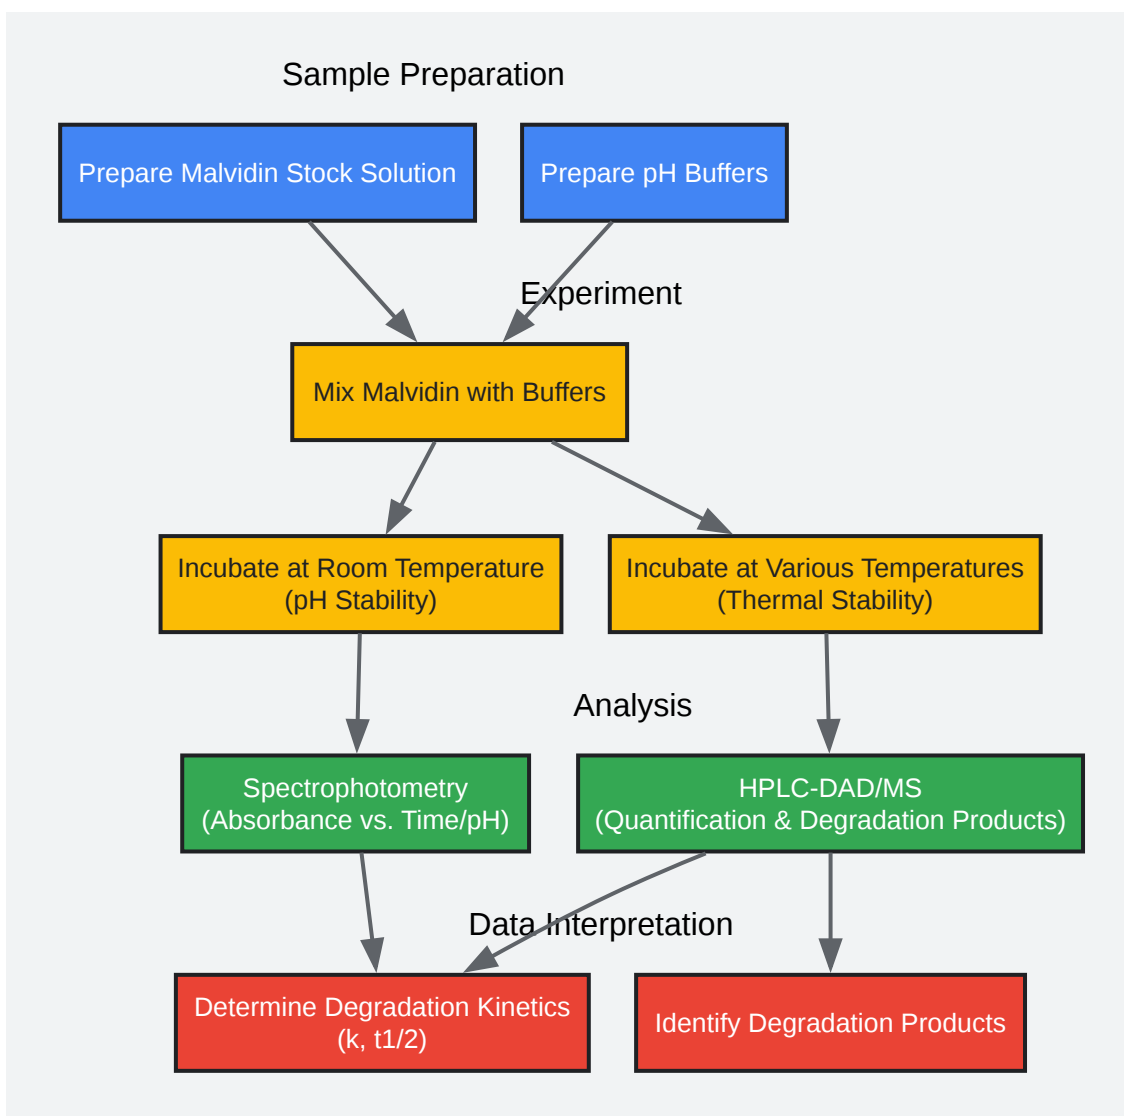 Sample Preparation
Prepare Malvidin Stock Solution
Prepare pH Buffers
Experiment
Mix Malvidin with Buffers
Incubate at Room Temperature
(pH Stability)
Incubate at Various Temperatures
(Thermal Stability)
Analysis
Spectrophotometry
(Absorbance vs. Time/pH)
HPLC-DAD/MS
(Quantification & Degradation Products)
Data Interpretation
Determine Degradation Kinetics
(k, t1/2)
Identify Degradation Products